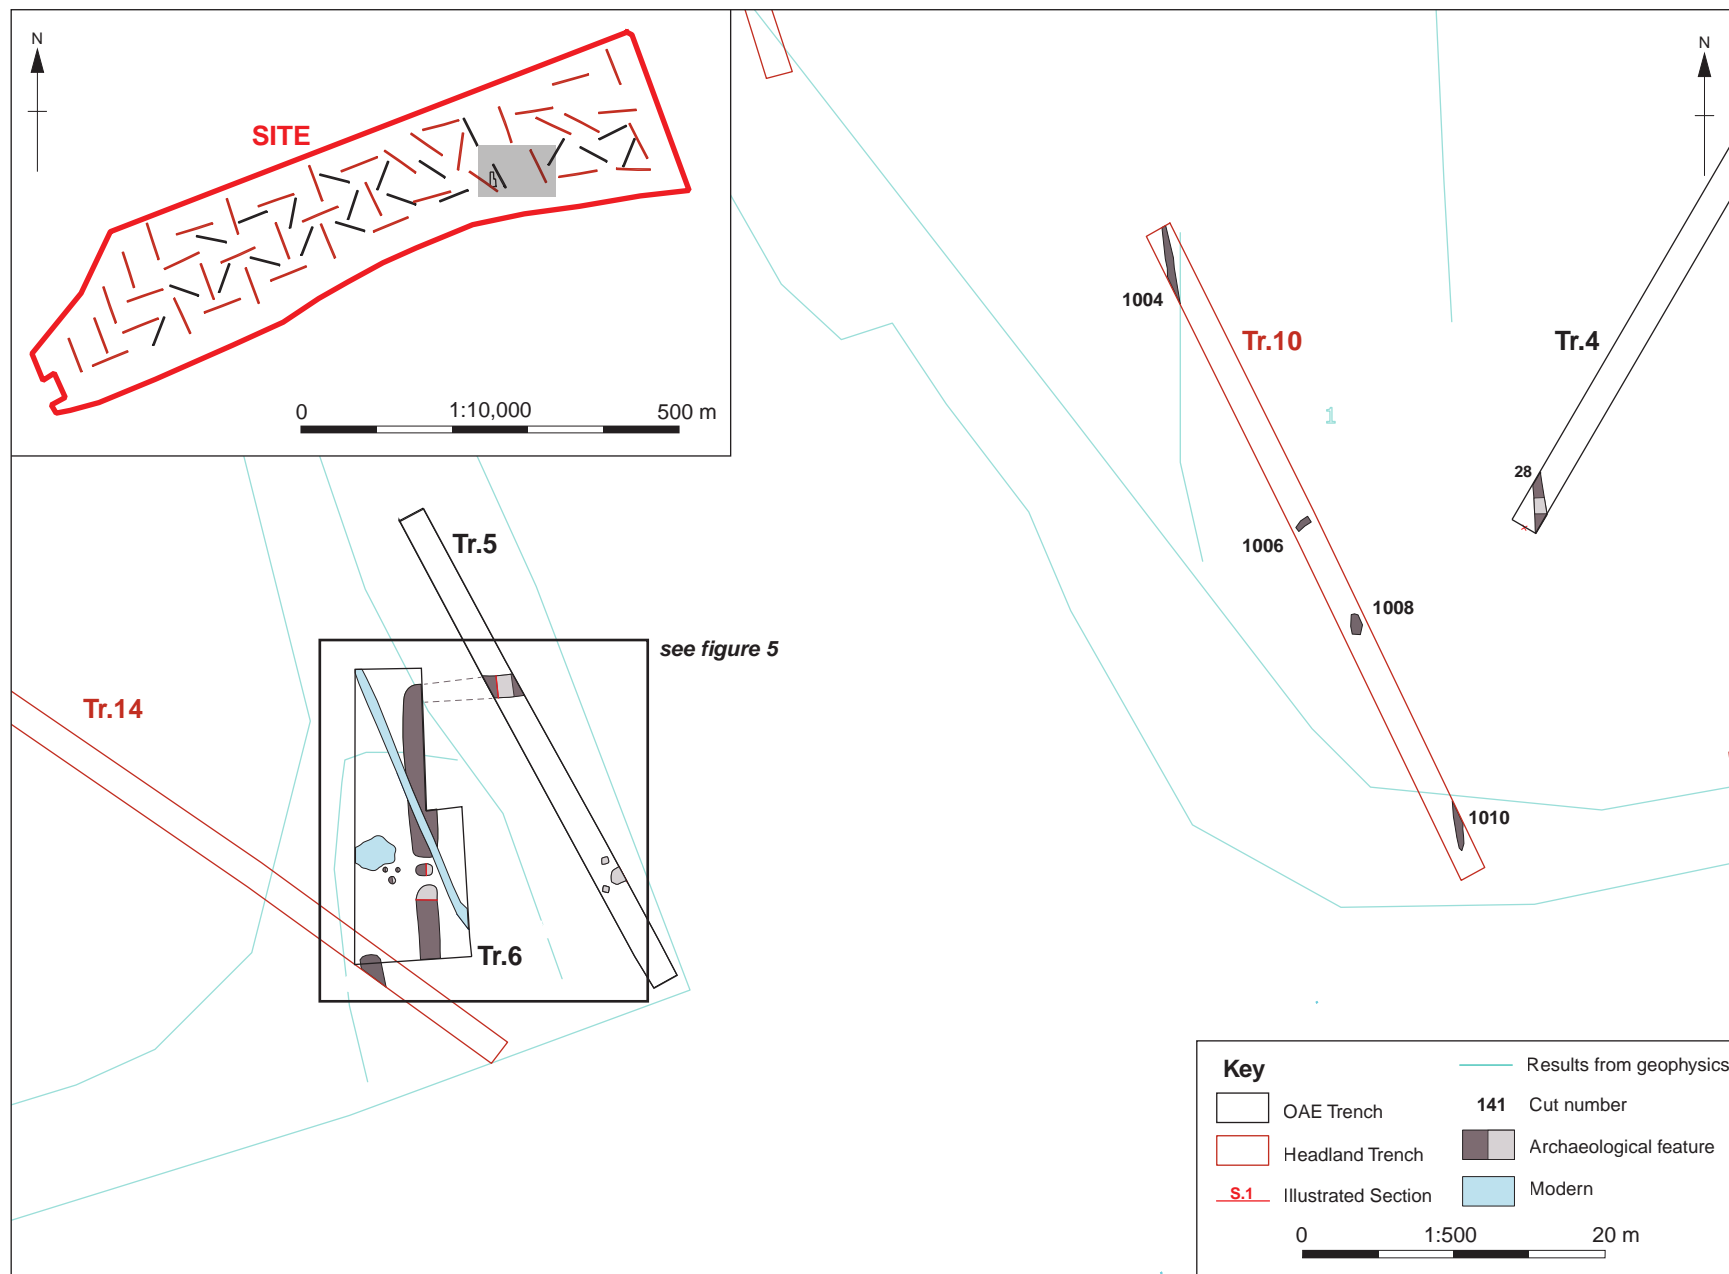 N
SITE
0 1:10,000 500 m
N
1004
Tr.10
Tr.4
1
28
Tr.5
1006
1008
see figure 5
Tr.14
1010
Tr.6
Key
OAE Trench
Headland Trench
S.1 Illustrated Section
Results from geophysics
141 Cut number
Archaeological feature
Modern
0 1:500 20 m